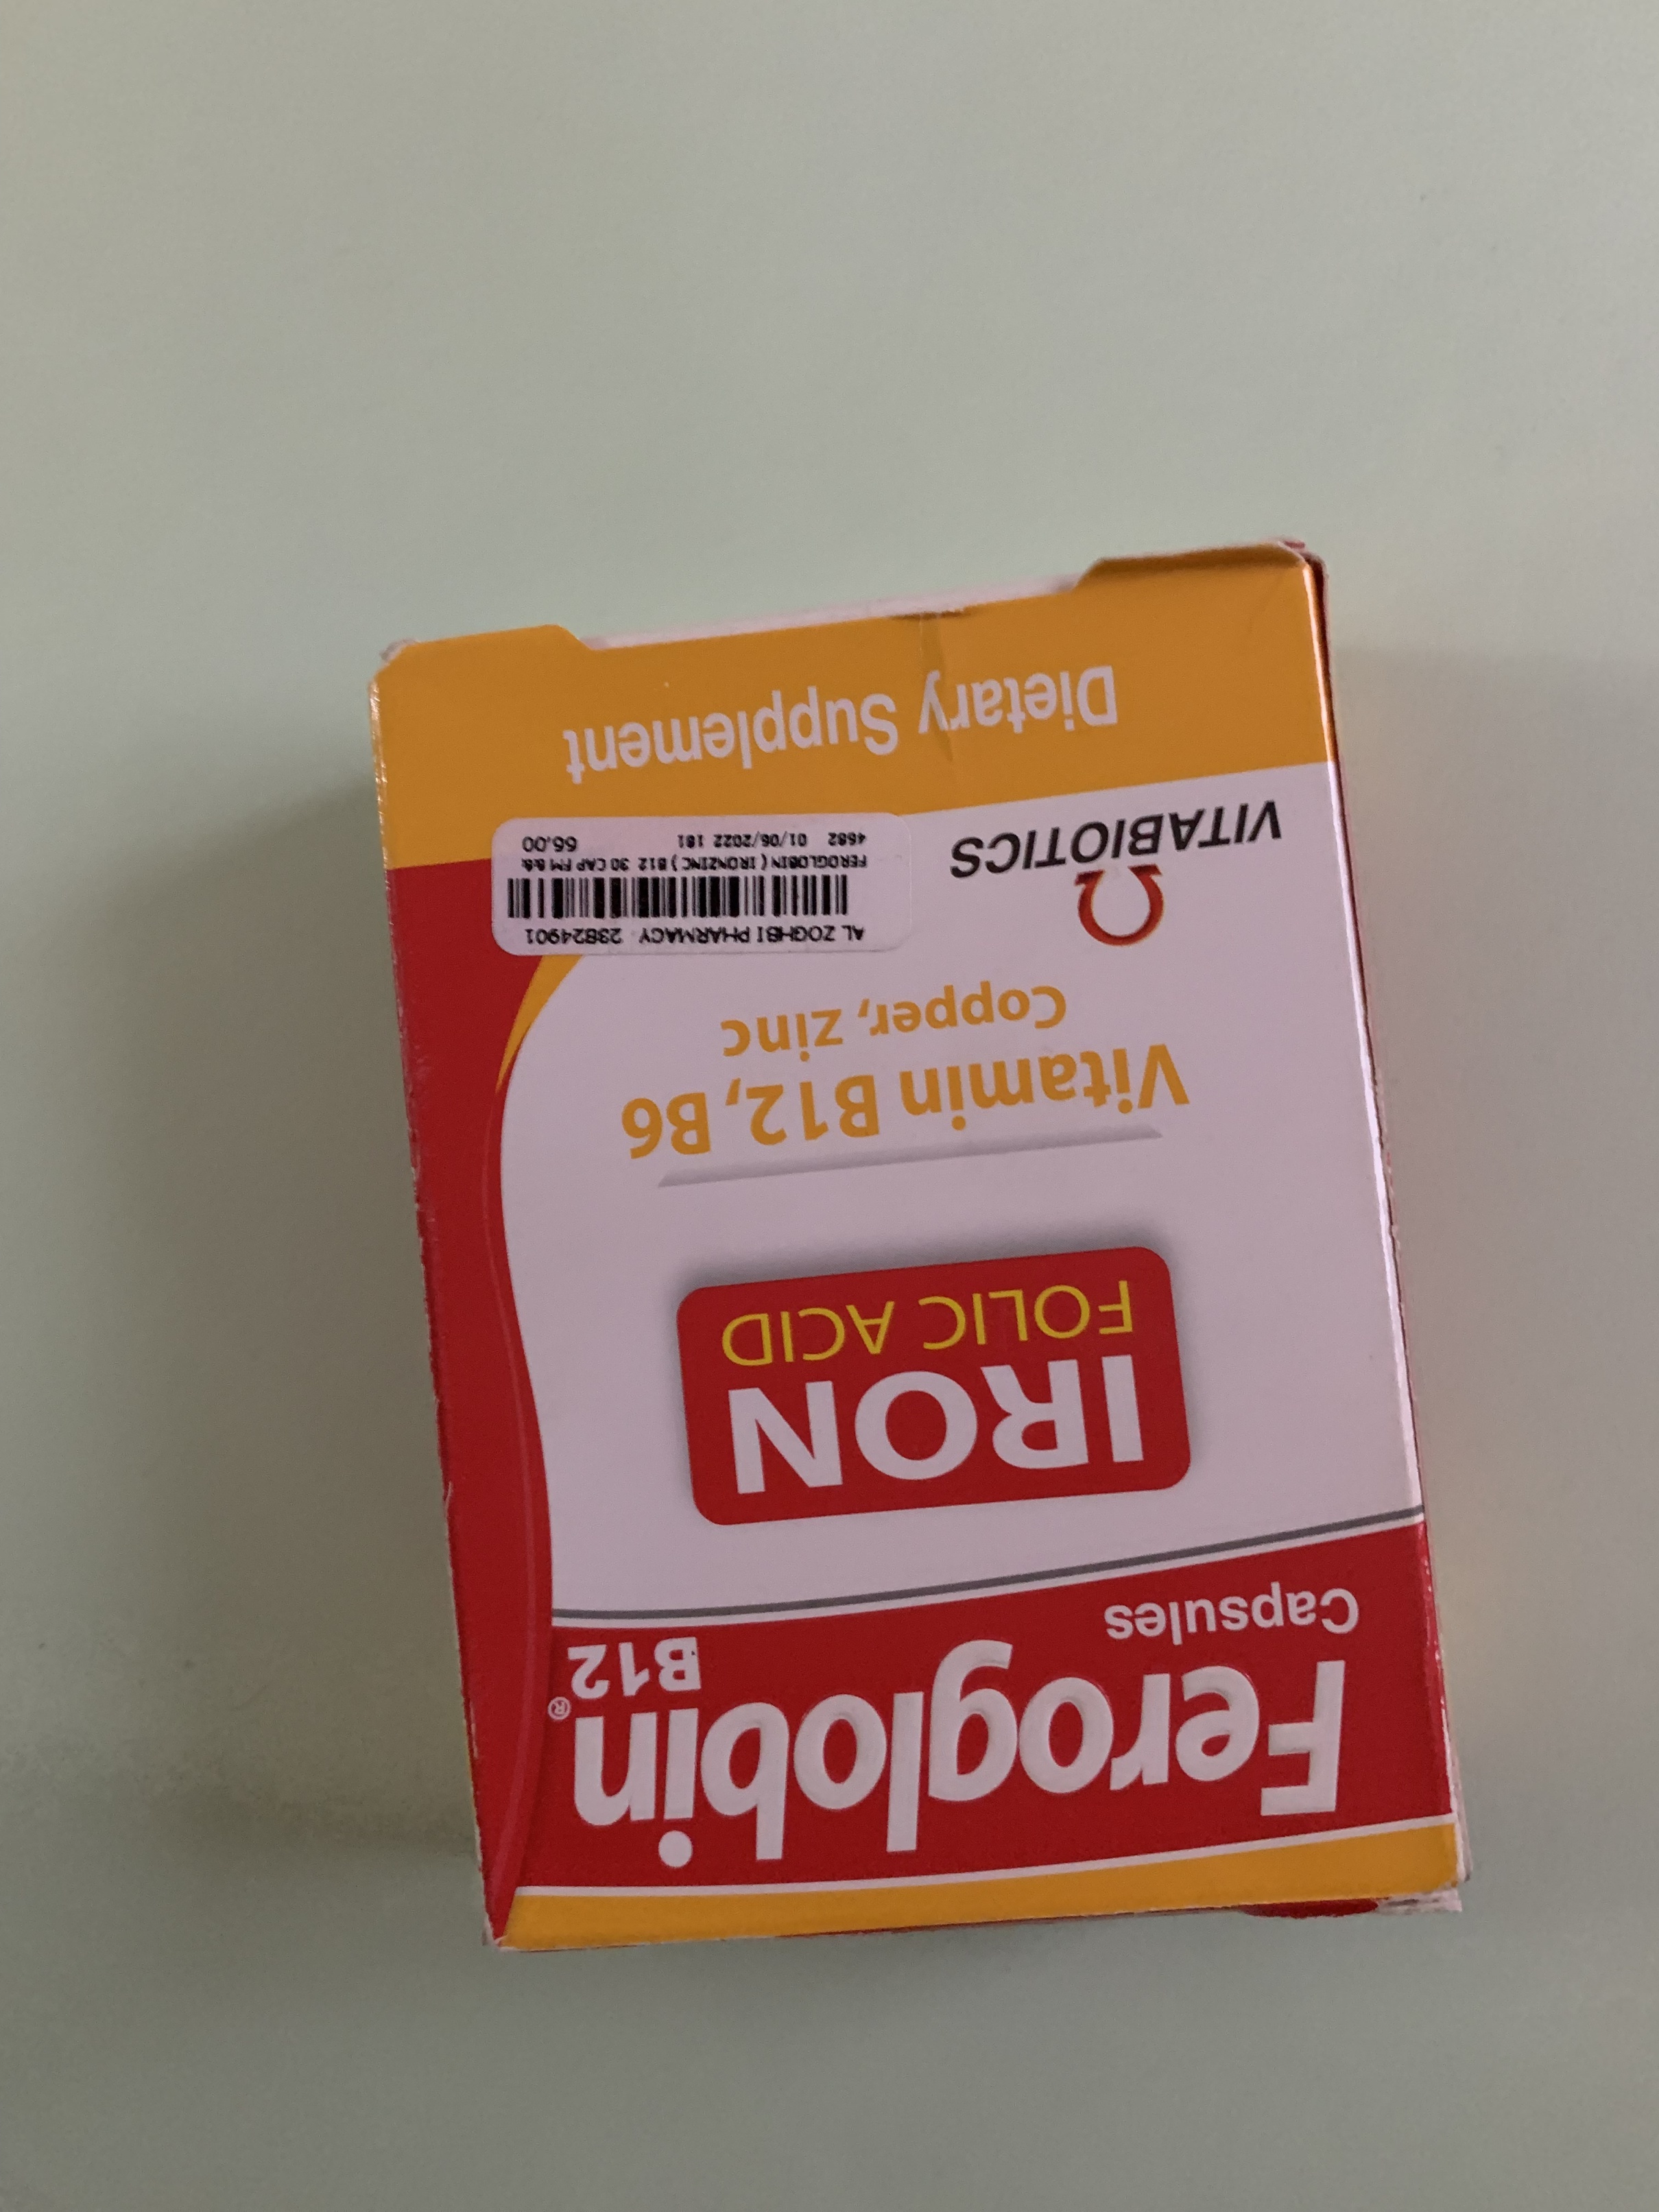 Feroglobin®
B12
Capsules
IRON
FOLIC ACID
Vitamin B12, B6
Copper, Zinc
VITABIOTICS
AL ZOGHBI PHARMACY 23824901
FEROGLOBIN ( IRONZINC ) B12 30 CAP FM &&
4682 01/06/2022 181 66.00
Dietary Supplement